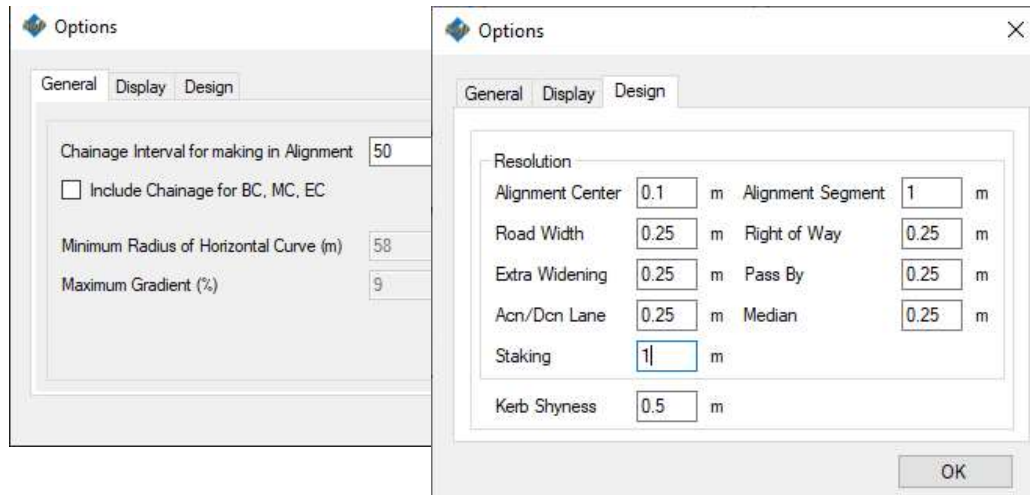 Options
General Display Design
Chainage Interval for making in Alignment 50
Include Chainage for BC, MC, EC
Minimum Radius of Horizontal Curve (m) 58
Maximum Gradient (%) 9
Options
General Display Design
Resolution
Alignment Center 0.1 m Alignment Segment 1 m
Road Width 0.25 m Right of Way 0.25 m
Extra Widening 0.25 m Pass By 0.25 m
Acn/Dcn Lane 0.25 m Median 0.25 m
Staking 1 m
Kerb Shyness 0.5 m
OK